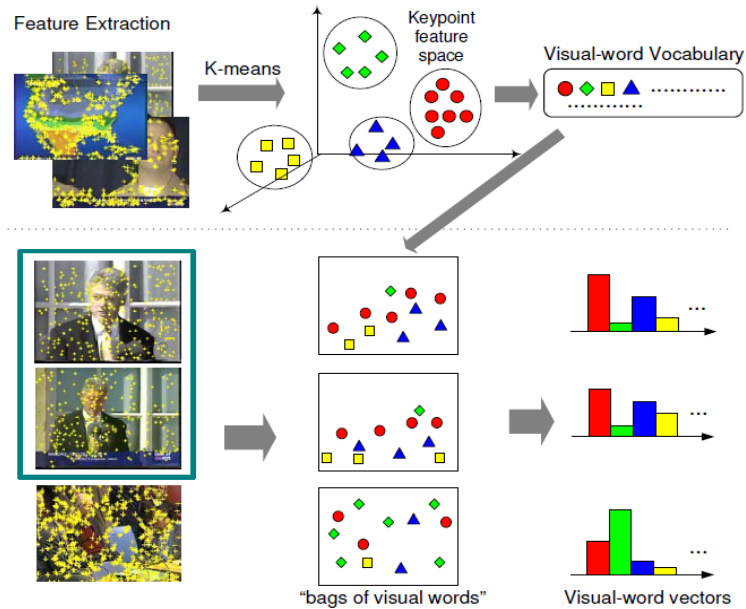 Feature Extraction
K-means
Keypoint
feature
space
Visual-word Vocabulary
............
............
...
...
...
“bags of visual words”
Visual-word vectors